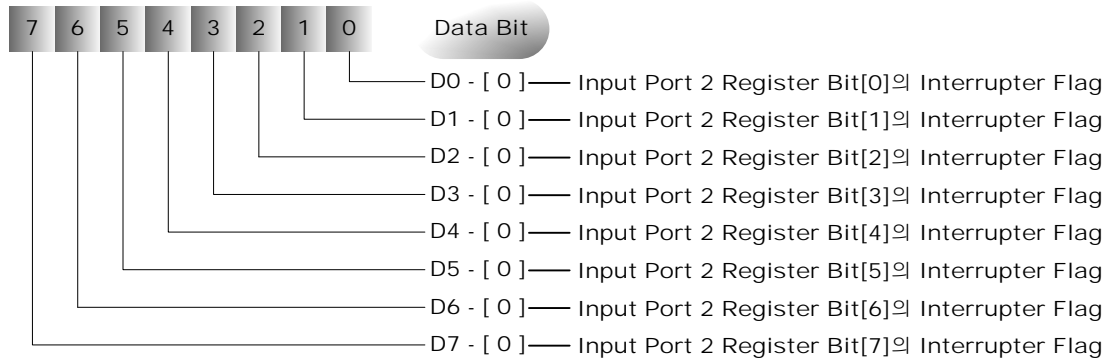 7 6 5 4 3 2 1 0 Data Bit
D0 - [ 0 ] Input Port 2 Register Bit[0]의 Interrupter Flag
D1 - [ 0 ] Input Port 2 Register Bit[1]의 Interrupter Flag
D2 - [ 0 ] Input Port 2 Register Bit[2]의 Interrupter Flag
D3 - [ 0 ] Input Port 2 Register Bit[3]의 Interrupter Flag
D4 - [ 0 ] Input Port 2 Register Bit[4]의 Interrupter Flag
D5 - [ 0 ] Input Port 2 Register Bit[5]의 Interrupter Flag
D6 - [ 0 ] Input Port 2 Register Bit[6]의 Interrupter Flag
D7 - [ 0 ] Input Port 2 Register Bit[7]의 Interrupter Flag